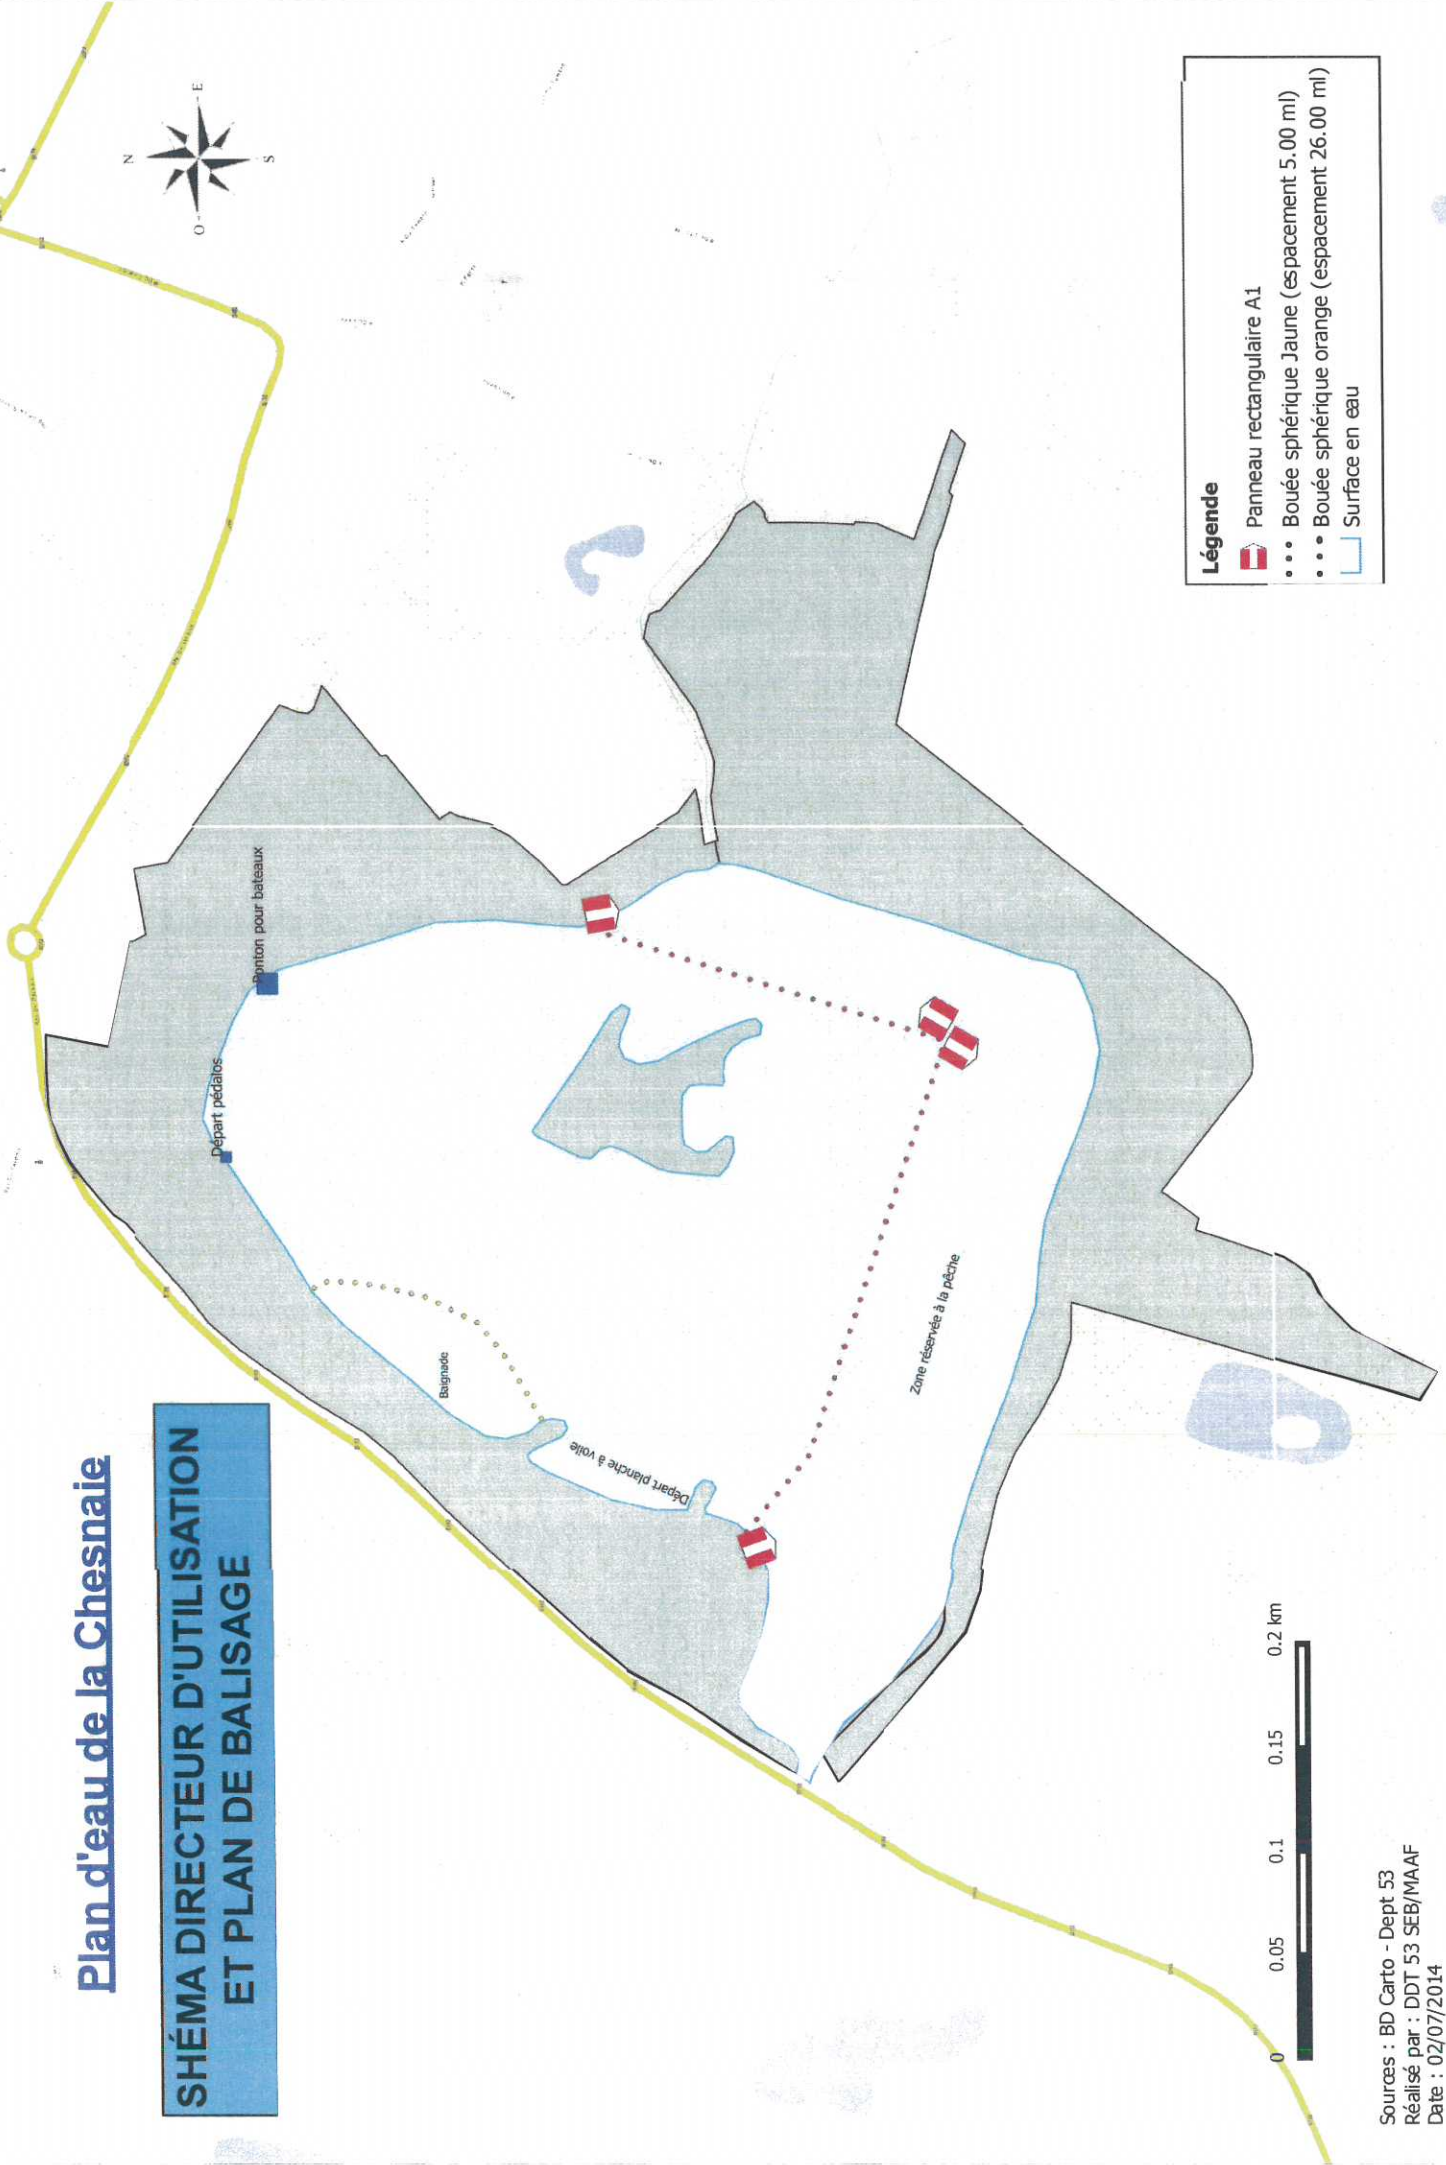 Plan d'eau de la Chesnaie
SHÉMA DIRECTEUR D'UTILISATION
ET PLAN DE BALISAGE
N
E
S
O
Ponton pour bateaux
Départ pédalos
Baignade
Départ planche à voile
Zone réservée à la pêche
Légende
Panneau rectangulaire A1
Bouée sphérique Jaune (espacement 5.00 ml)
Bouée sphérique orange (espacement 26.00 ml)
Surface en eau
0 0.05 0.1 0.15 0.2 km
Sources : BD Carto - Dept 53
Réalisé par : DDT 53 SEB/MAAF
Date : 02/07/2014